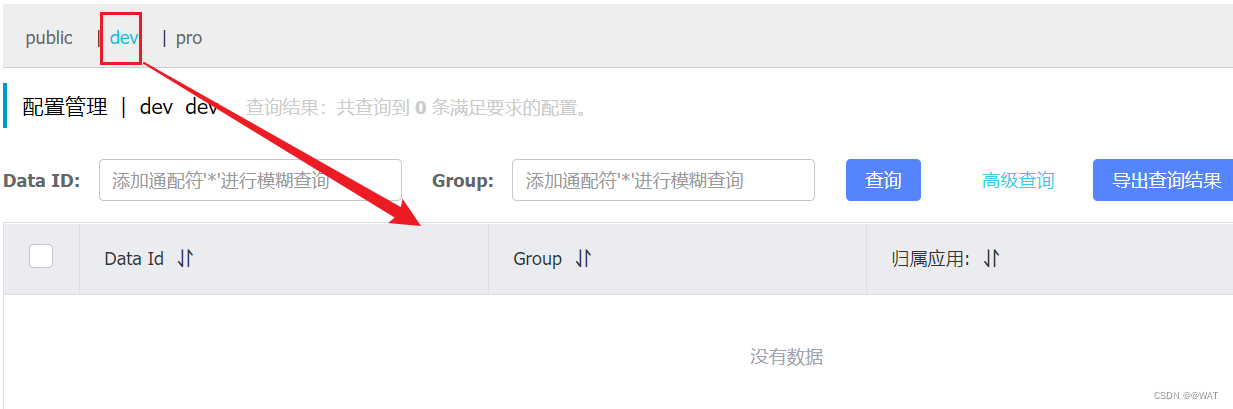 public | dev | pro
配置管理 | dev dev 查询结果：共查询到 0 条满足要求的配置。
Data ID: 添加通配符'*'进行模糊查询 Group: 添加通配符'*'进行模糊查询 查询 高级查询 导出查询结果
Data Id Group 归属应用:
没有数据
CSDN @@WAT